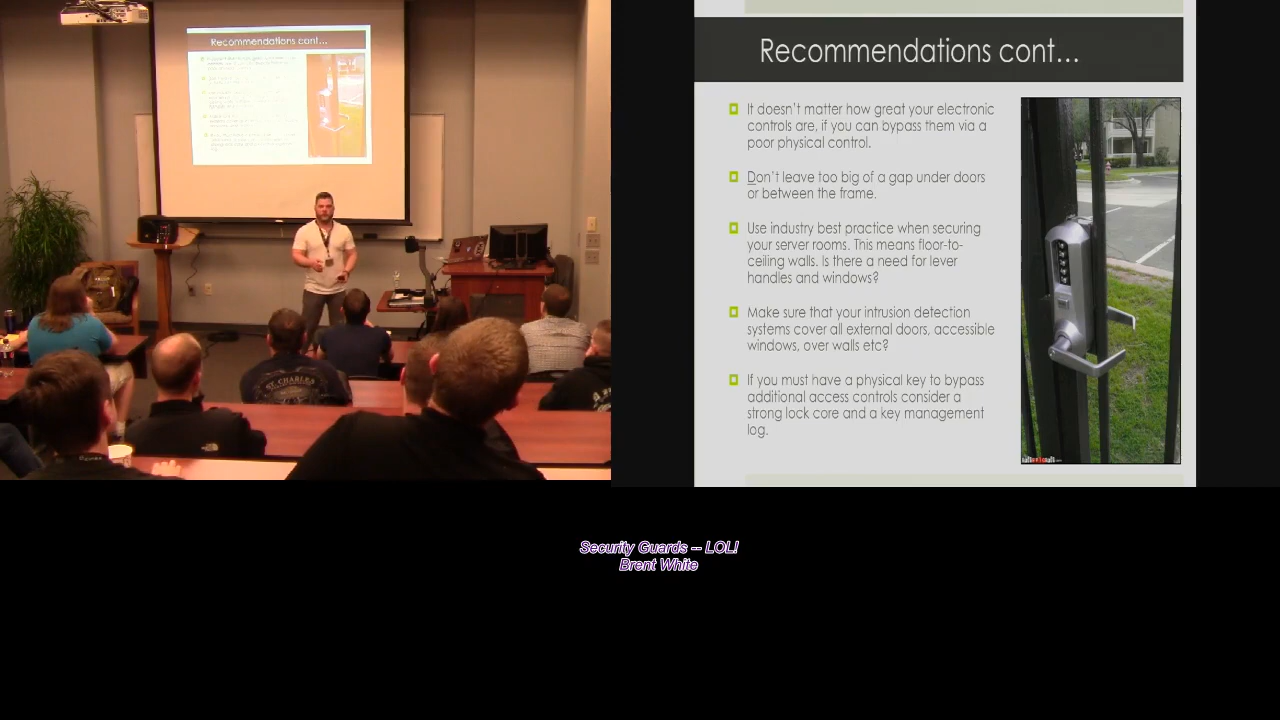 Recommendations cont...
Recommendations cont...
It doesn't matter how great your electronic
controls are, if you can bypass them via a
poor physical control.
Don't leave too big of a gap under doors
or between the frame.
Use industry best practice when securing
your server rooms. This means floor-to-
ceiling walls. Is there a need for lever
handles and windows?
Make sure that your intrusion detection
systems cover all external doors, accessible
windows, over walls etc?
If you must have a physical key to bypass
additional access controls consider a
strong lock core and a key management
log.
ST. CHARLES
Security Guards -- LOL!
Brent White